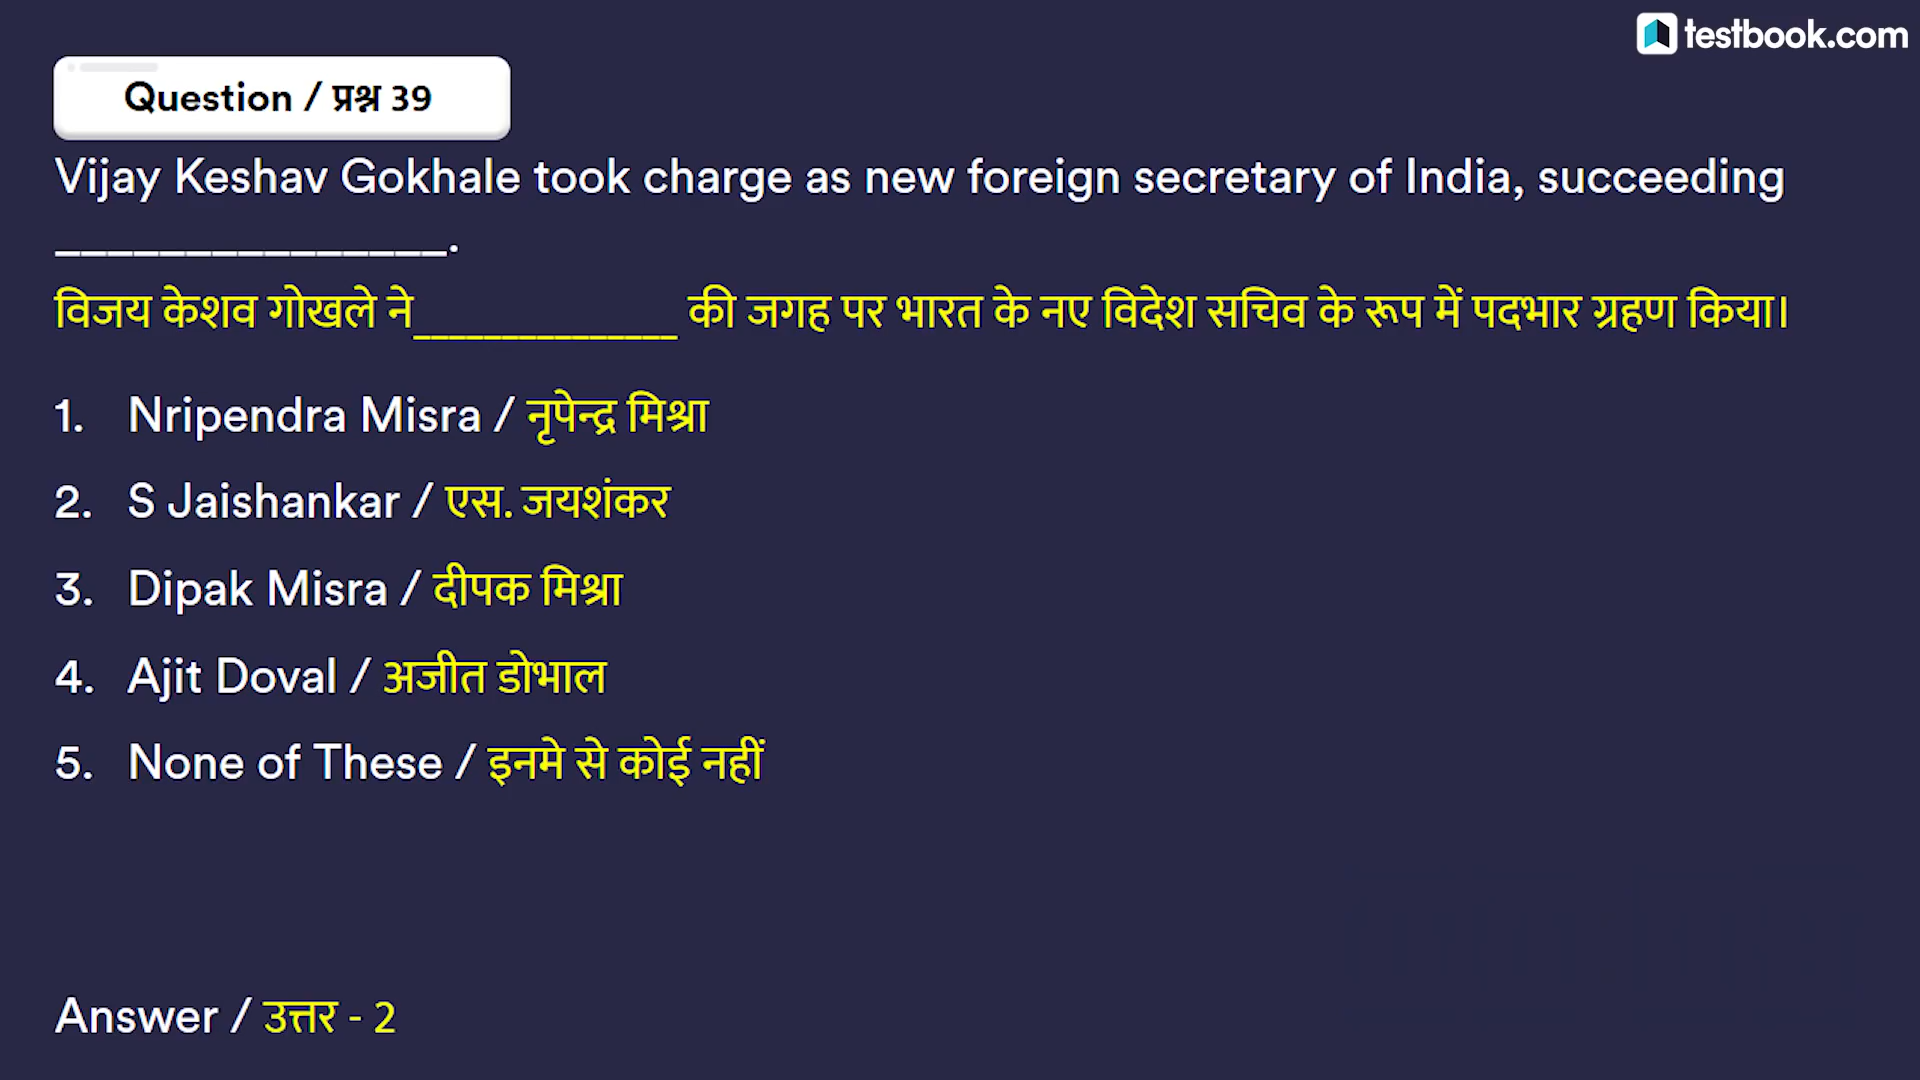 testbook.com
Question / प्रश्न 39
Vijay Keshav Gokhale took charge as new foreign secretary of India, succeeding
_______________.
विजय केशव गोखले ने_______________ की जगह पर भारत के नए विदेश सचिव के रूप में पदभार ग्रहण किया।
1. Nripendra Misra / नृपेन्द्र मिश्रा
2. S Jaishankar / एस. जयशंकर
3. Dipak Misra / दीपक मिश्रा
4. Ajit Doval / अजीत डोभाल
5. None of These / इनमे से कोई नहीं
Answer / उत्तर - 2